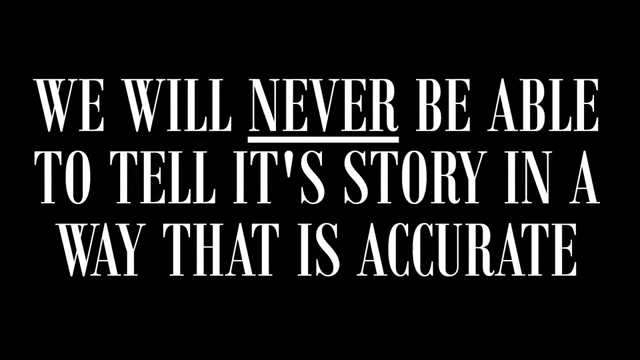 WE WILL NEVER BE ABLE
TO TELL IT'S STORY IN A
WAY THAT IS ACCURATE